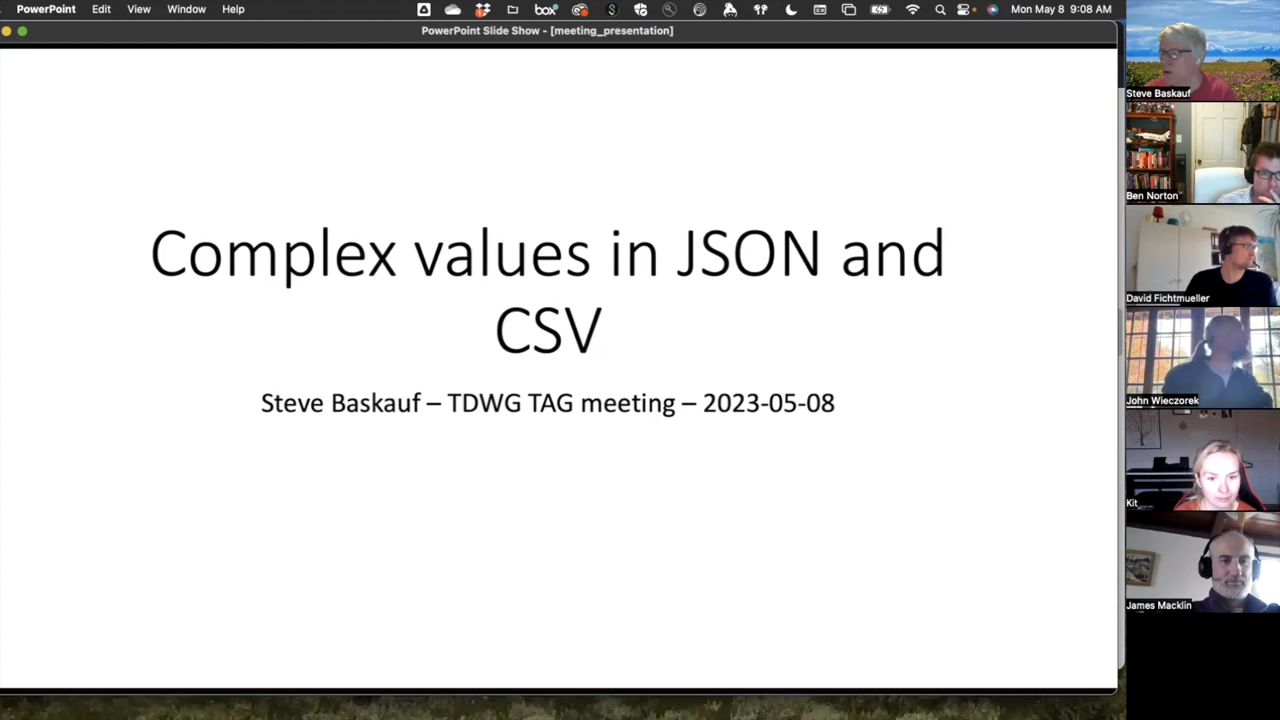 PowerPoint Edit View Window Help box Mon May 8 9:08 AM
PowerPoint Slide Show - [meeting_presentation]
Complex values in JSON and
CSV
Steve Baskauf – TDWG TAG meeting – 2023-05-08
Steve Baskauf
Ben Norton
David Fichtmueller
John Wieczorek
Kit
James Macklin